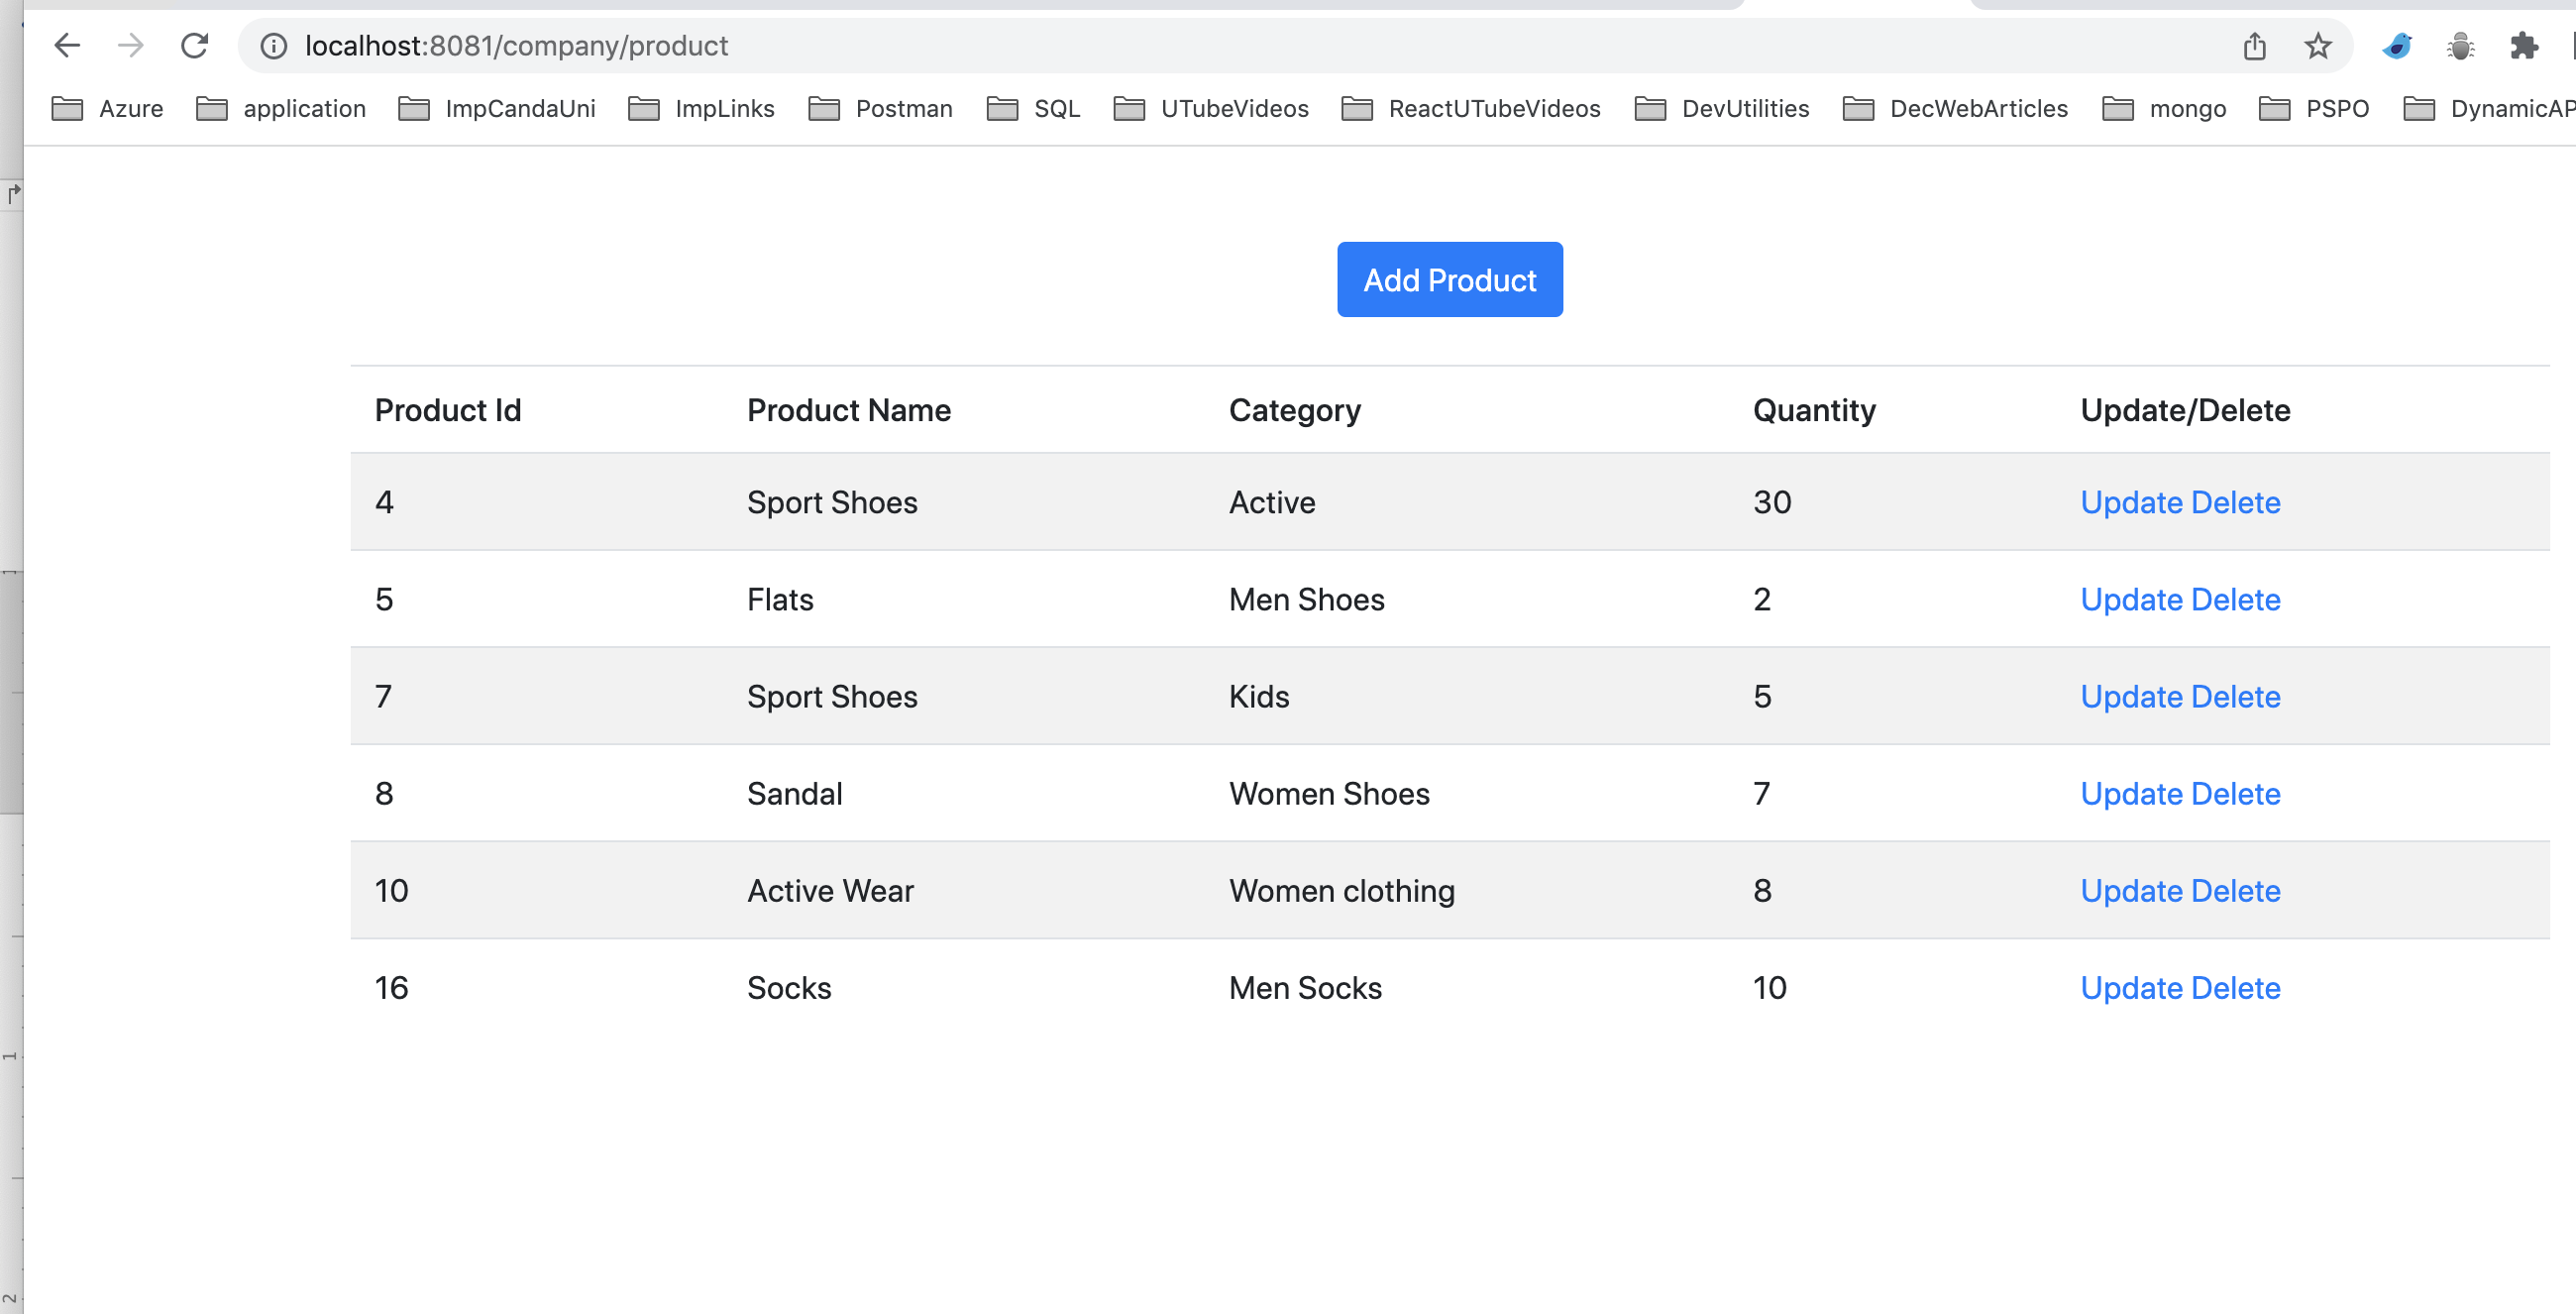 localhost:8081/company/product
Azure application ImpCandaUni ImpLinks Postman SQL UTubeVideos ReactUTubeVideos DevUtilities DecWebArticles mongo PSPO DynamicAP
Add Product
Product Id Product Name Category Quantity Update/Delete
4 Sport Shoes Active 30 Update Delete
5 Flats Men Shoes 2 Update Delete
7 Sport Shoes Kids 5 Update Delete
8 Sandal Women Shoes 7 Update Delete
10 Active Wear Women clothing 8 Update Delete
16 Socks Men Socks 10 Update Delete
1
1
2